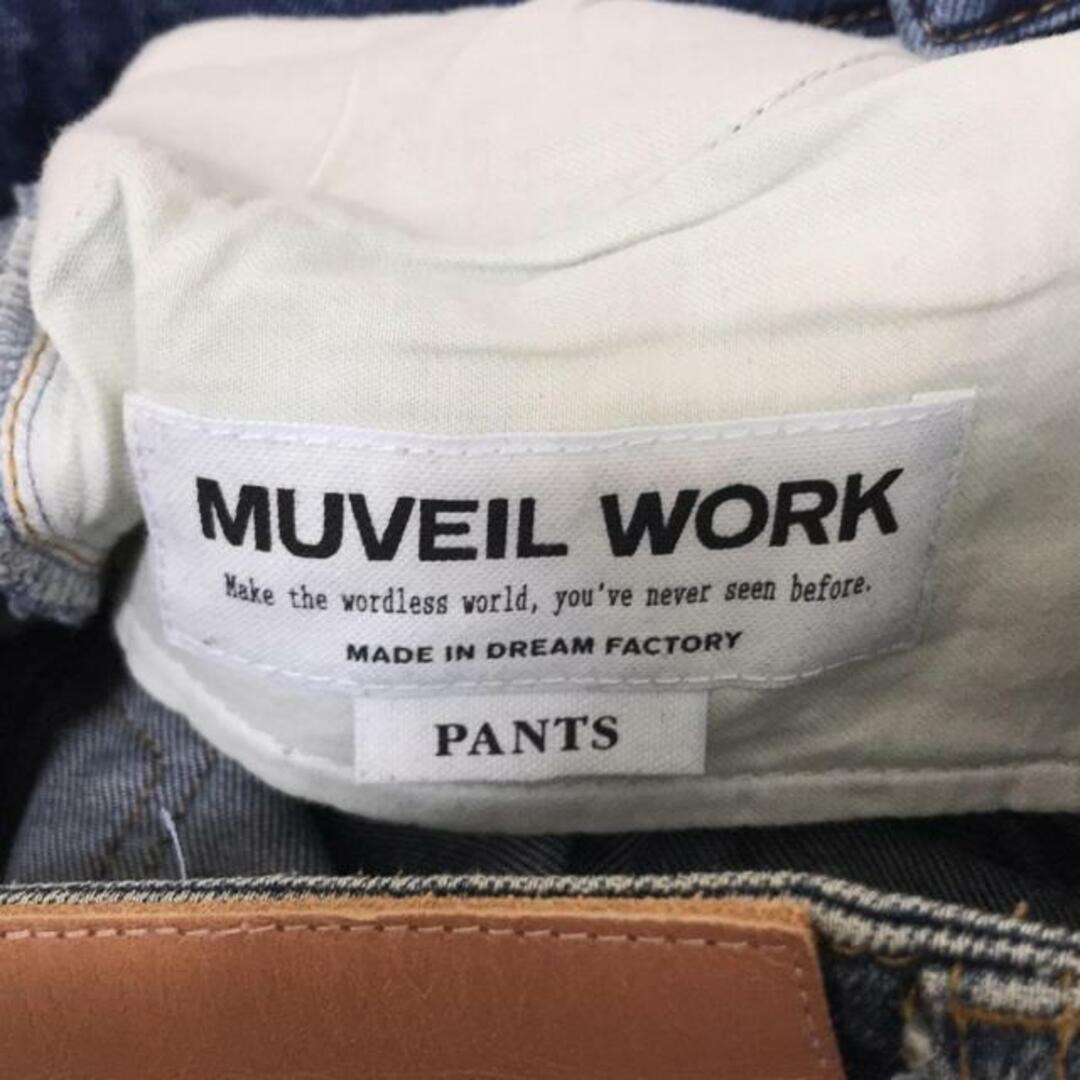 MUVEIL WORK
Make the wordless world, you've never seen before.
MADE IN DREAM FACTORY
PANTS